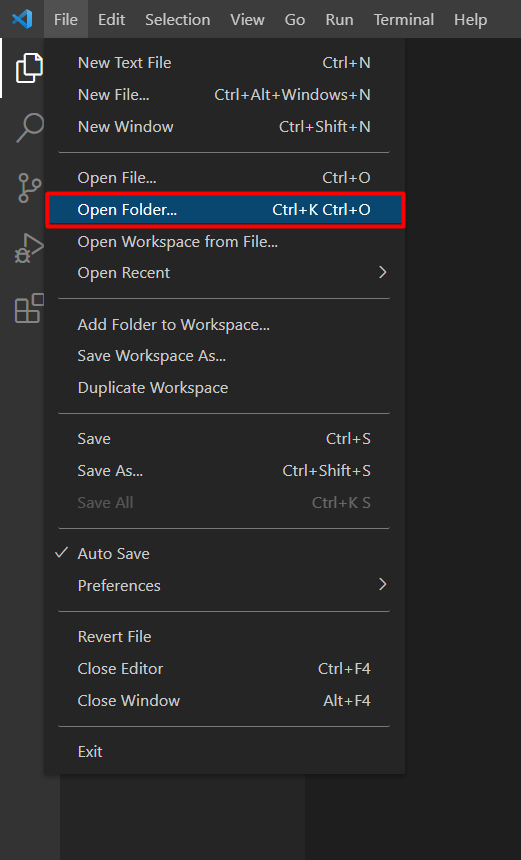 File Edit Selection View Go Run Terminal Help
New Text File Ctrl+N
New File... Ctrl+Alt+Windows+N
New Window Ctrl+Shift+N
Open File... Ctrl+O
Open Folder... Ctrl+K Ctrl+O
Open Workspace from File...
Open Recent
Add Folder to Workspace...
Save Workspace As...
Duplicate Workspace
Save Ctrl+S
Save As... Ctrl+Shift+S
Save All Ctrl+K S
Auto Save
Preferences
Revert File
Close Editor Ctrl+F4
Close Window Alt+F4
Exit